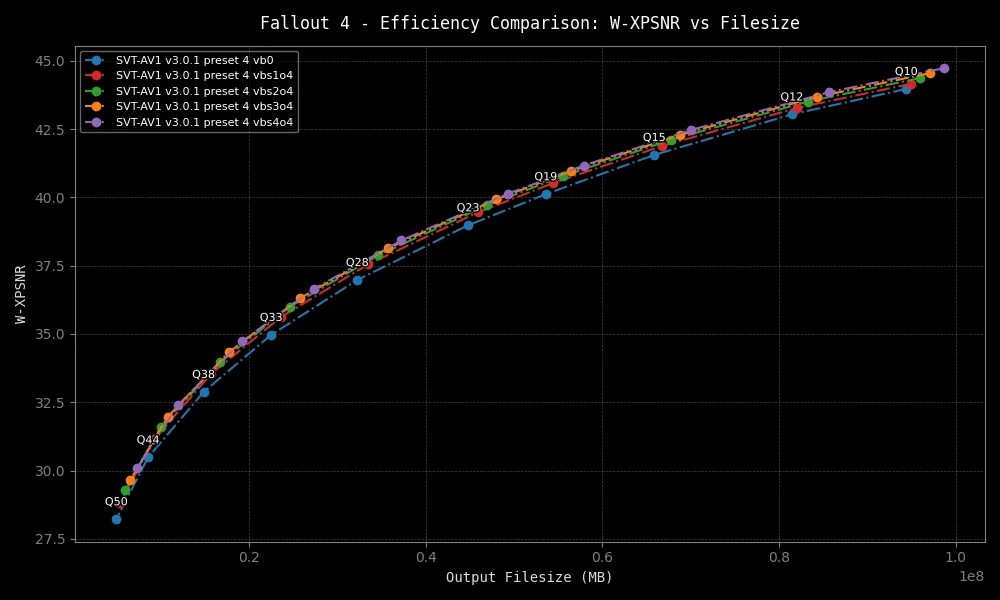 Fallout 4 - Efficiency Comparison: W-XPSNR vs Filesize
SVT-AV1 v3.0.1 preset 4 vb0
SVT-AV1 v3.0.1 preset 4 vbs1o4
SVT-AV1 v3.0.1 preset 4 vbs2o4
SVT-AV1 v3.0.1 preset 4 vbs3o4
SVT-AV1 v3.0.1 preset 4 vbs4o4
45.0
42.5
40.0
37.5
35.0
32.5
30.0
27.5
W-XPSNR
Q10
Q12
Q15
Q19
Q23
Q28
Q33
Q38
Q44
Q50
0.2
0.4
0.6
0.8
1.0
1e8
Output Filesize (MB)